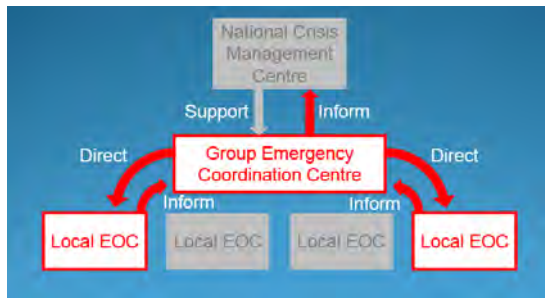 National Crisis
Management
Centre
Support
Inform
Direct
Group Emergency
Coordination Centre
Direct
Inform
Inform
Local EOC
Local EOC
Local EOC
Local EOC